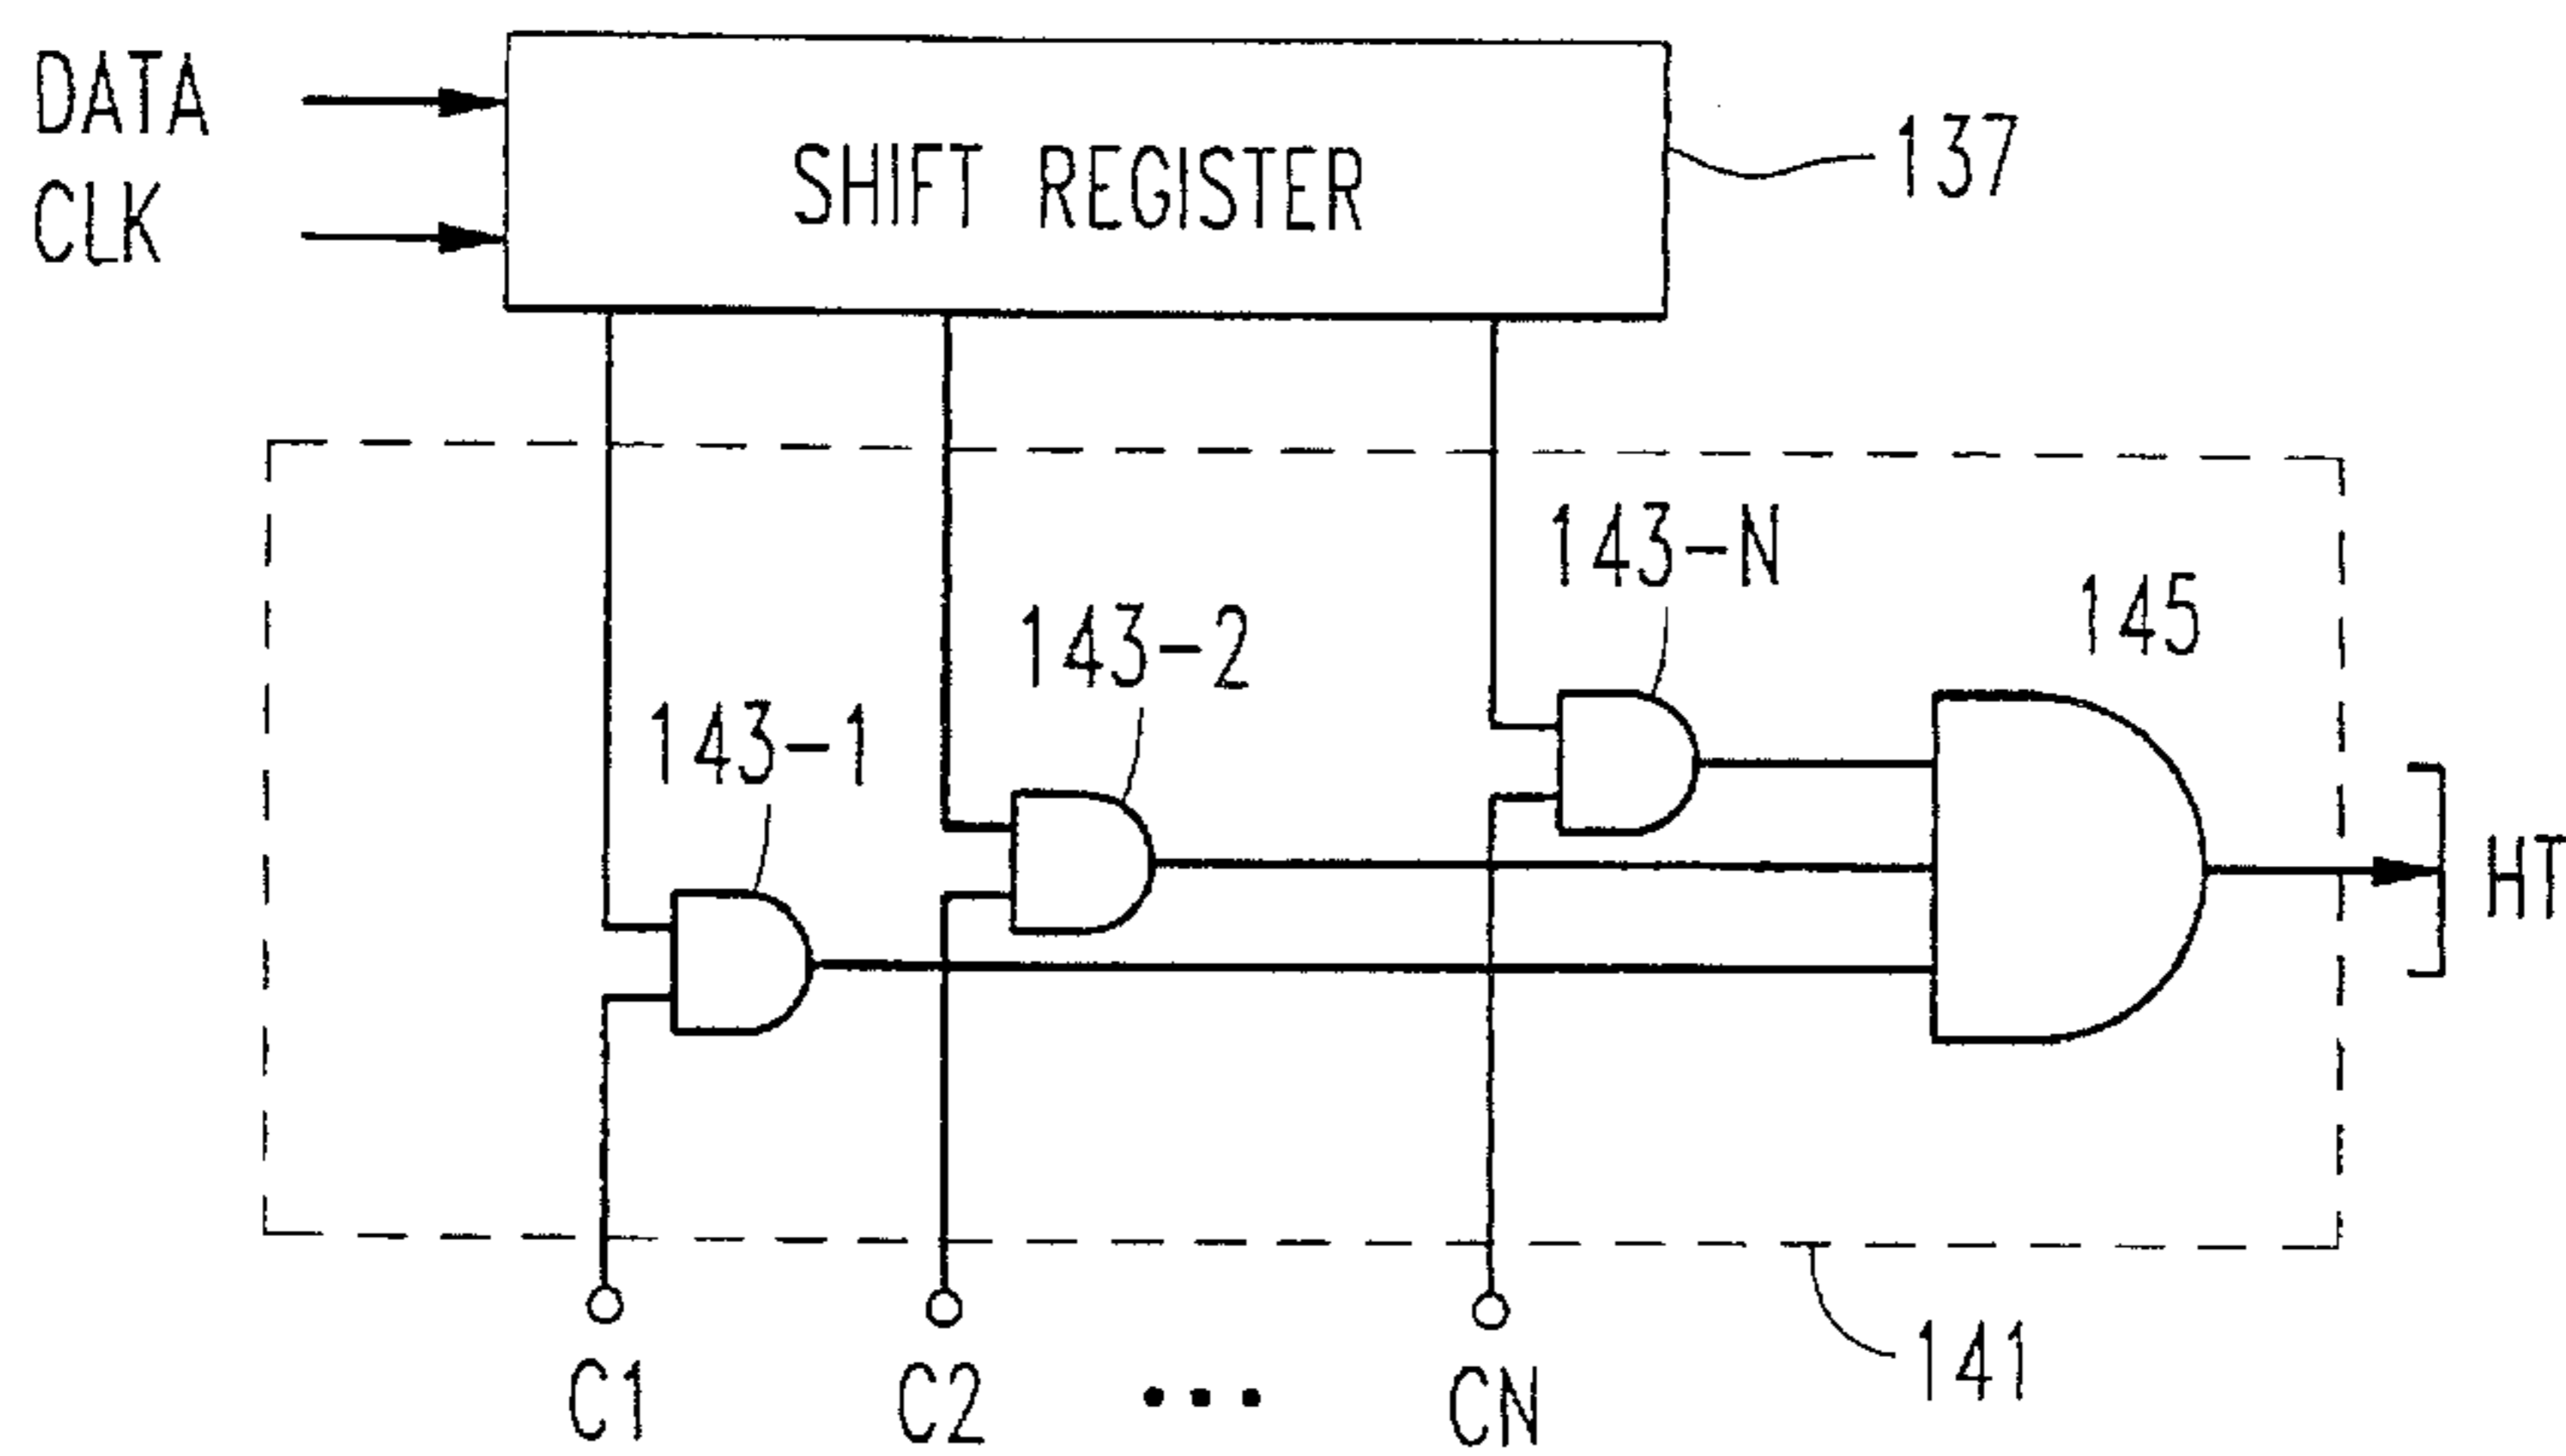 DATA
CLK
SHIFT REGISTER
137
143-N
145
143-2
143-1
HT
C1
C2
...
CN
141